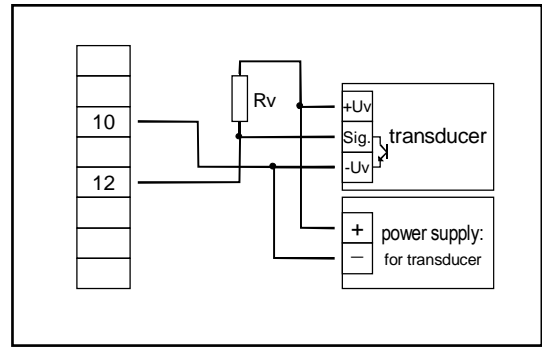 10
12
Rv
+Uv
Sig.
-Uv
transducer
+
−
power supply:
for transducer